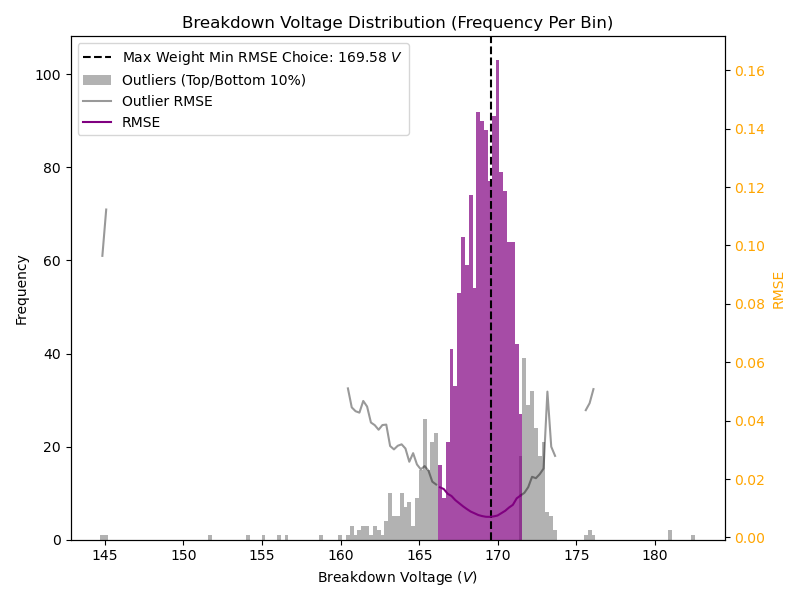 Breakdown Voltage Distribution (Frequency Per Bin)
Max Weight Min RMSE Choice: 169.58 V
Outliers (Top/Bottom 10%)
Outlier RMSE
RMSE
Frequency
100
80
60
40
20
0
0.16
0.14
0.12
0.10
0.08
0.06
0.04
0.02
0.00
RMSE
145 150 155 160 165 170 175 180
Breakdown Voltage (V)